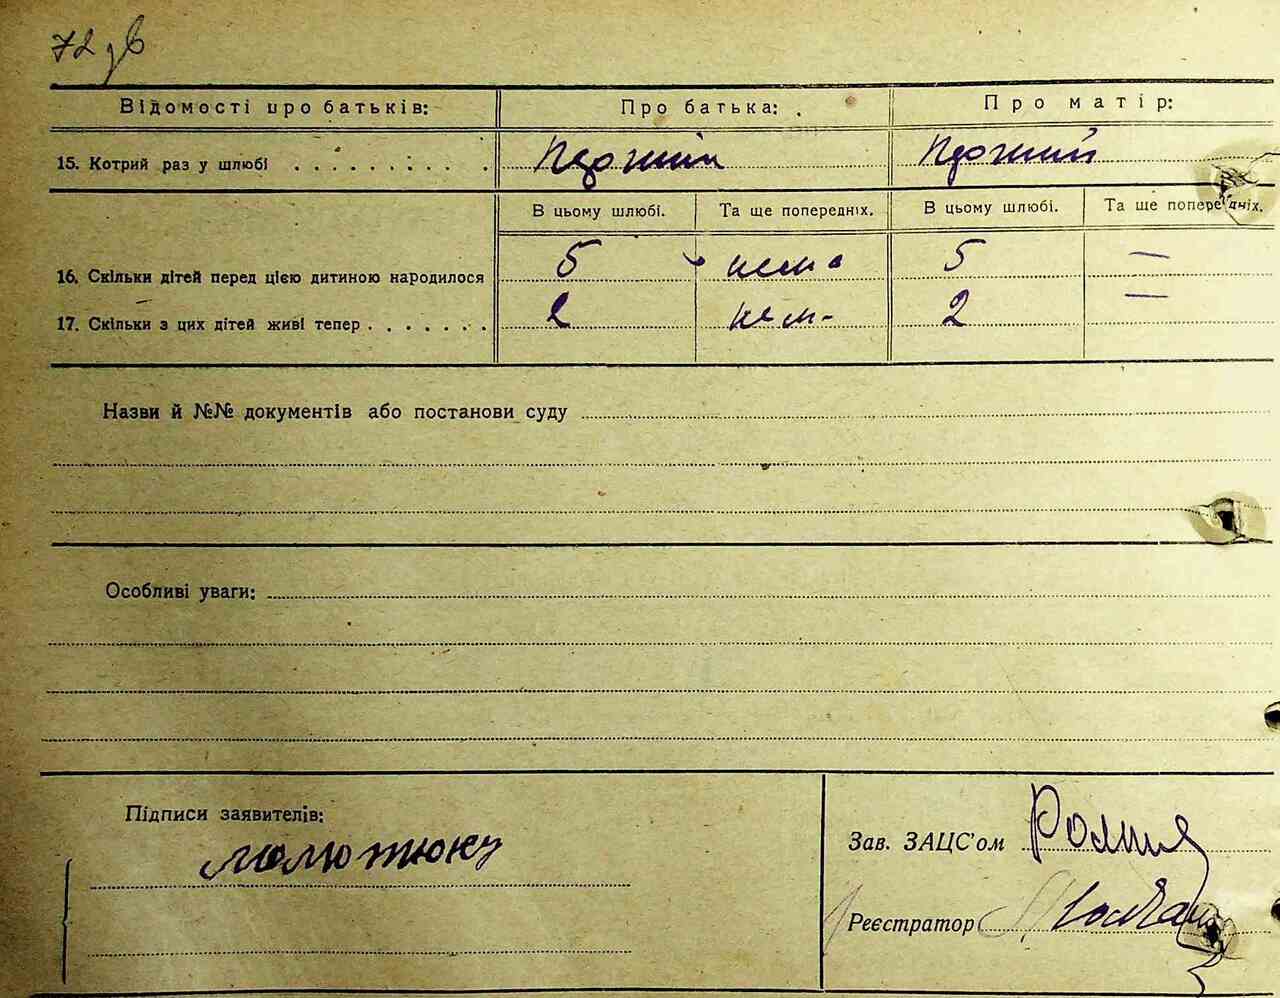 72 зв
Відомості про батьків: Про батька: Про матір:
15. Котрий раз у шлюбі . . . . . . . . . .
В цьому шлюбі. Та ще попередніх. В цьому шлюбі. Та ще попередніх.
16. Скільки дітей перед цією дитиною народилося 5 нема 5 —
17. Скільки з цих дітей живі тепер . . . . . . . 2 нем- 2 —
Назви й №№ документів або постанови суду
Особливі уваги:
Підписи заявителів:
Зав. ЗАЦС'ом
Реєстратор